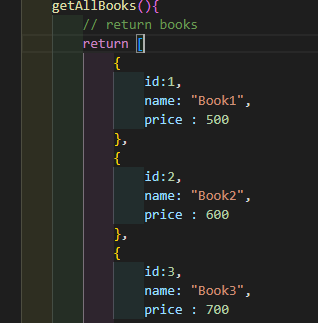 getAllBooks(){
// return books
return [
{
id:1,
name: "Book1",
price : 500
},
{
id:2,
name: "Book2",
price : 600
},
{
id:3,
name: "Book3",
price : 700